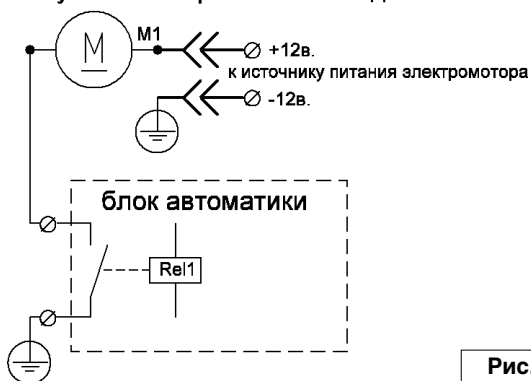 M1
M
+12в.
к источнику питания электромотора
-12в.
блок автоматики
Rel1
Рис.